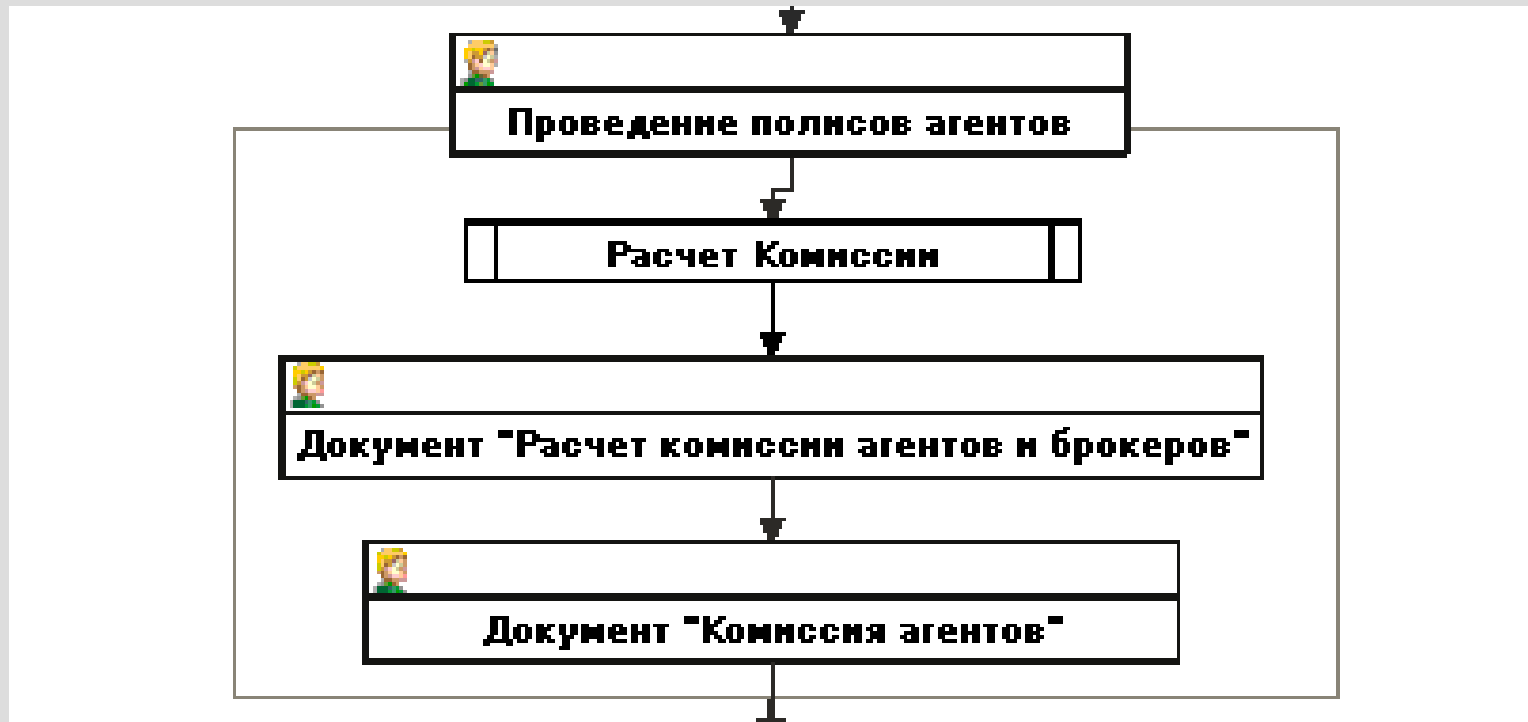 Проведение полисов агентов
Расчет Комиссии
Документ "Расчет комиссии агентов и брокеров"
Документ "Комиссия агентов"